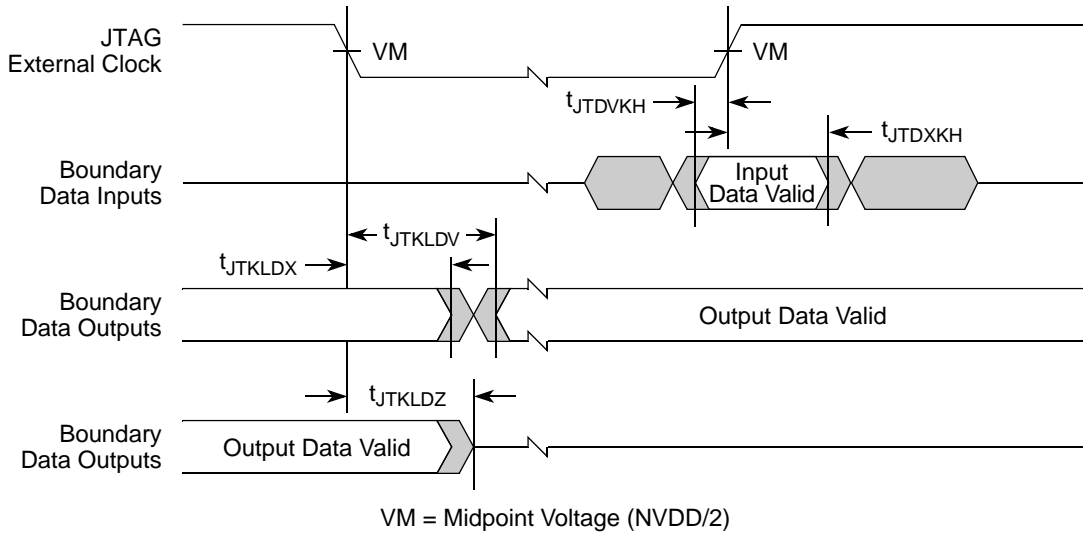 JTAG
External Clock
VM
VM
tJTDVKH
tJTDXKH
Boundary
Data Inputs
Input
Data Valid
tJTKLDV
tJTKLDX
Boundary
Data Outputs
Output Data Valid
tJTKLDZ
Boundary
Data Outputs
Output Data Valid
VM = Midpoint Voltage (NVDD/2)